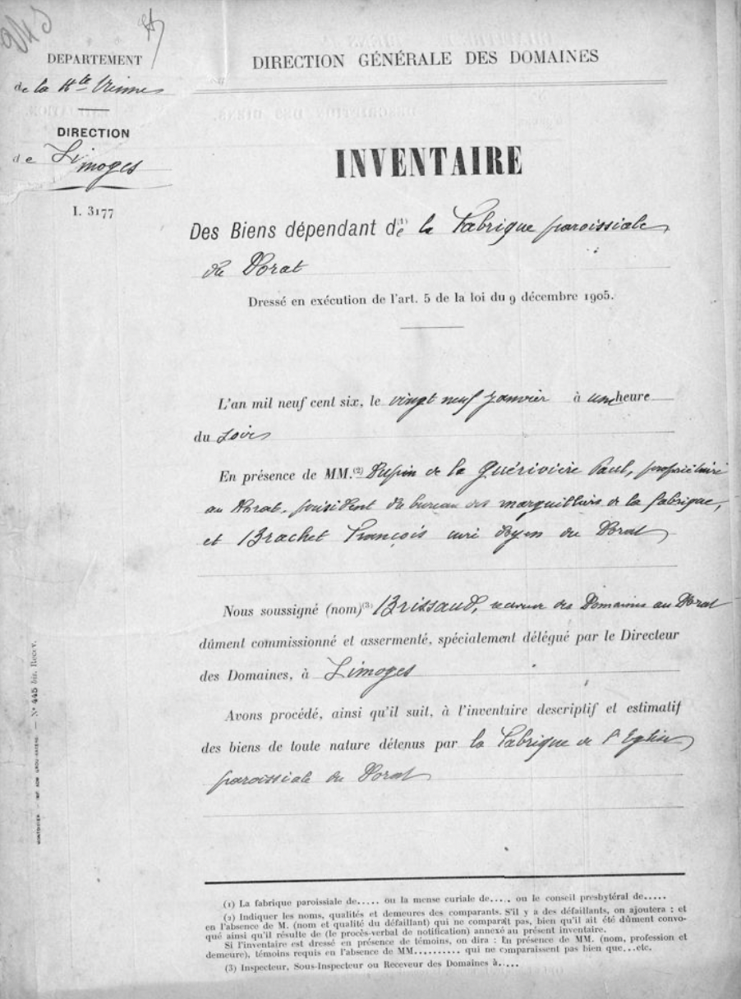 DEPARTEMENT
de la Hte Vienne
DIRECTION
de Limoges
I. 3177
DIRECTION GÉNÉRALE DES DOMAINES
INVENTAIRE
Des Biens dépendant de (1) la Fabrique paroissiale
du Dorat
Dressé en exécution de l'art. 5 de la loi du 9 décembre 1905.
L'an mil neuf cent six, le vingt neuf Janvier à une heure
du soir
En présence de MM. (2) Dupin de la Guérivière Paul, propriétaire
au Dorat, président du bureau des marguilliers de la fabrique,
et Brachet François curé doyen du Dorat
Nous soussigné (nom) (3) Brissaud, receveur des Domaines au Dorat
dûment commissionné et assermenté, spécialement délégué par le Directeur
des Domaines, à Limoges
Avons procédé, ainsi qu'il suit, à l'inventaire descriptif et estimatif
des biens de toute nature détenus par la Fabrique de l'Eglise
paroissiale du Dorat
(1) La fabrique paroissiale de..... ou la mense curiale de..... ou le conseil presbytéral de.....
(2) Indiquer les noms, qualités et demeures des comparants. S'il y a des défaillants, on ajoutera : et
en l'absence de M. (nom et qualité du défaillant) qui ne comparaît pas, bien qu'il ait été dûment convo-
qué ainsi qu'il résulte de (le procès-verbal de notification) annexé au présent inventaire.
Si l'inventaire est dressé en présence de témoins, on dira : En présence de MM. (nom, profession et
demeure), témoins requis en l'absence de MM.......... qui ne comparaissent pas bien que...etc.
(3) Inspecteur, Sous-Inspecteur ou Receveur des Domaines à.....
N° 445 bis. Recev.